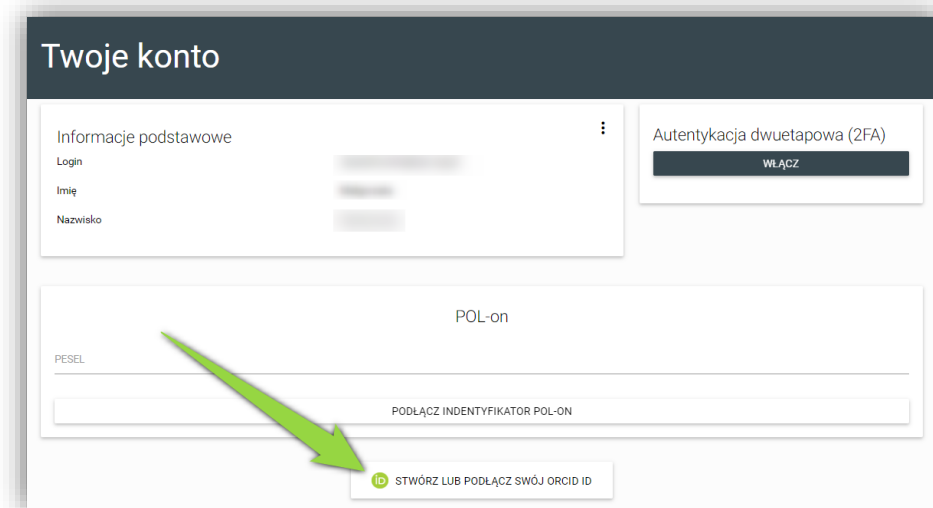 Twoje konto
Informacje podstawowe
Login
Imię
Nazwisko
Autentykacja dwuetapowa (2FA)
WŁĄCZ
POL-on
PESEL
PODŁĄCZ INDENTYFIKATOR POL-ON
iD STWÓRZ LUB PODŁĄCZ SWÓJ ORCID ID